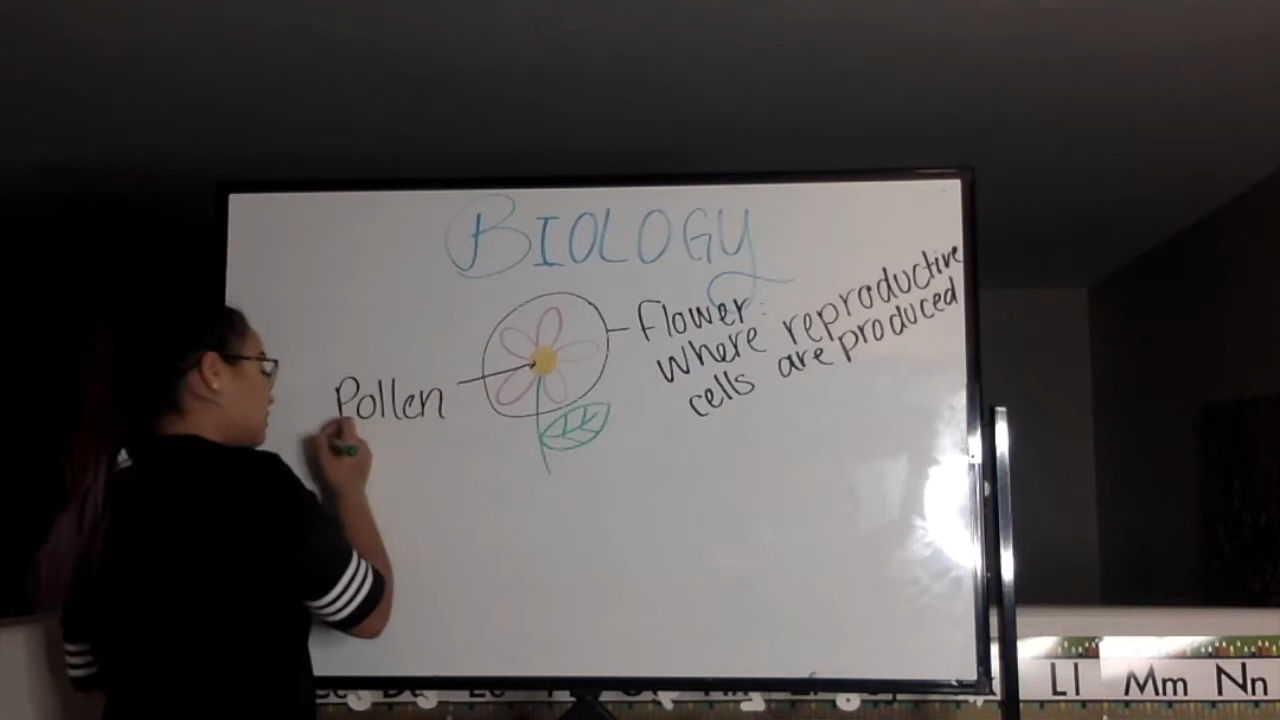 BIOLOGY
flower:
where reproductive
cells are produced
Pollen
Ll Mm Nn